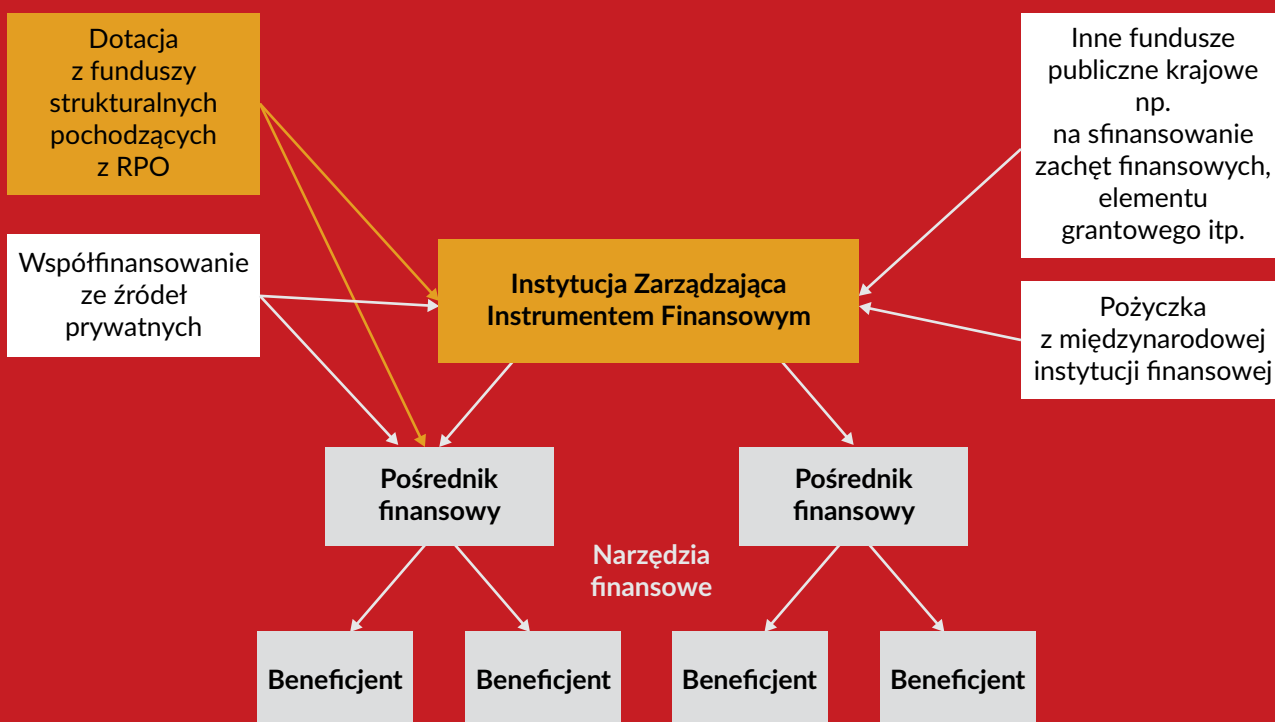 Dotacja
z funduszy
strukturalnych
pochodzących
z RPO
Inne fundusze
publiczne krajowe
np.
na sfinansowanie
zachęt finansowych,
elementu
grantowego itp.
Współfinansowanie
ze źródeł
prywatnych
Instytucja Zarządzająca
Instrumentem Finansowym
Pożyczka
z międzynarodowej
instytucji finansowej
Pośrednik
finansowy
Pośrednik
finansowy
Narzędzia
finansowe
Beneficjent
Beneficjent
Beneficjent
Beneficjent